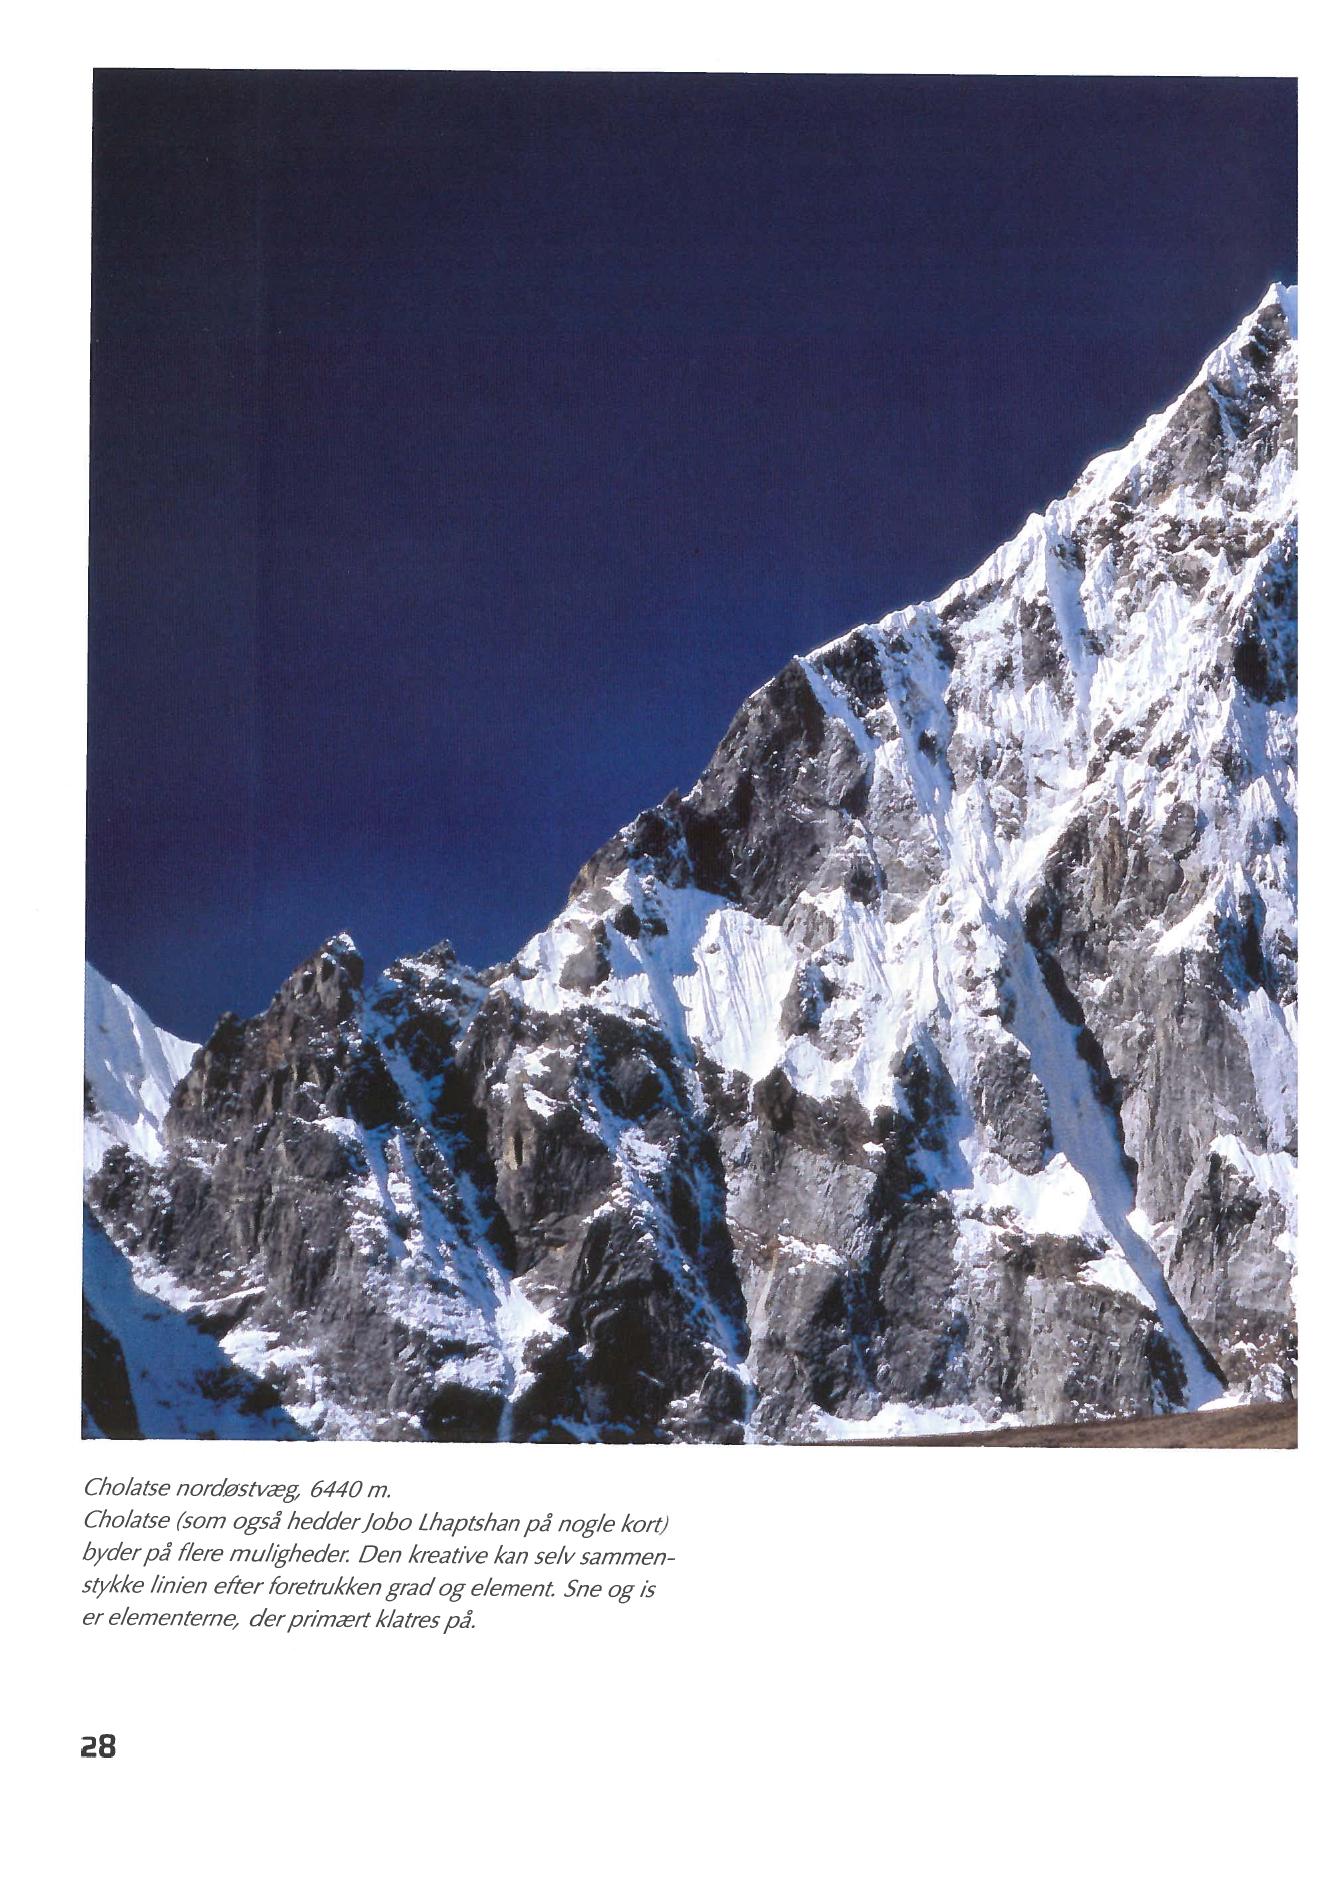 Cholatse nordøstvæg, 6440 m.
Cholatse (som også hedder Jobo Lhaptshan på nogle kort)
byder på flere muligheder. Den kreative kan selv sammen-
stykke linien efter foretrukken grad og element. Sne og is
er elementerne, der primært klatres på.
28